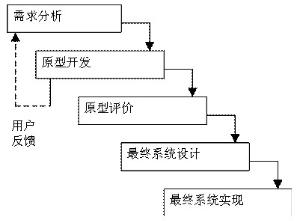 需求分析
原型开发
原型评价
用户
反馈
最终系统设计
最终系统实现